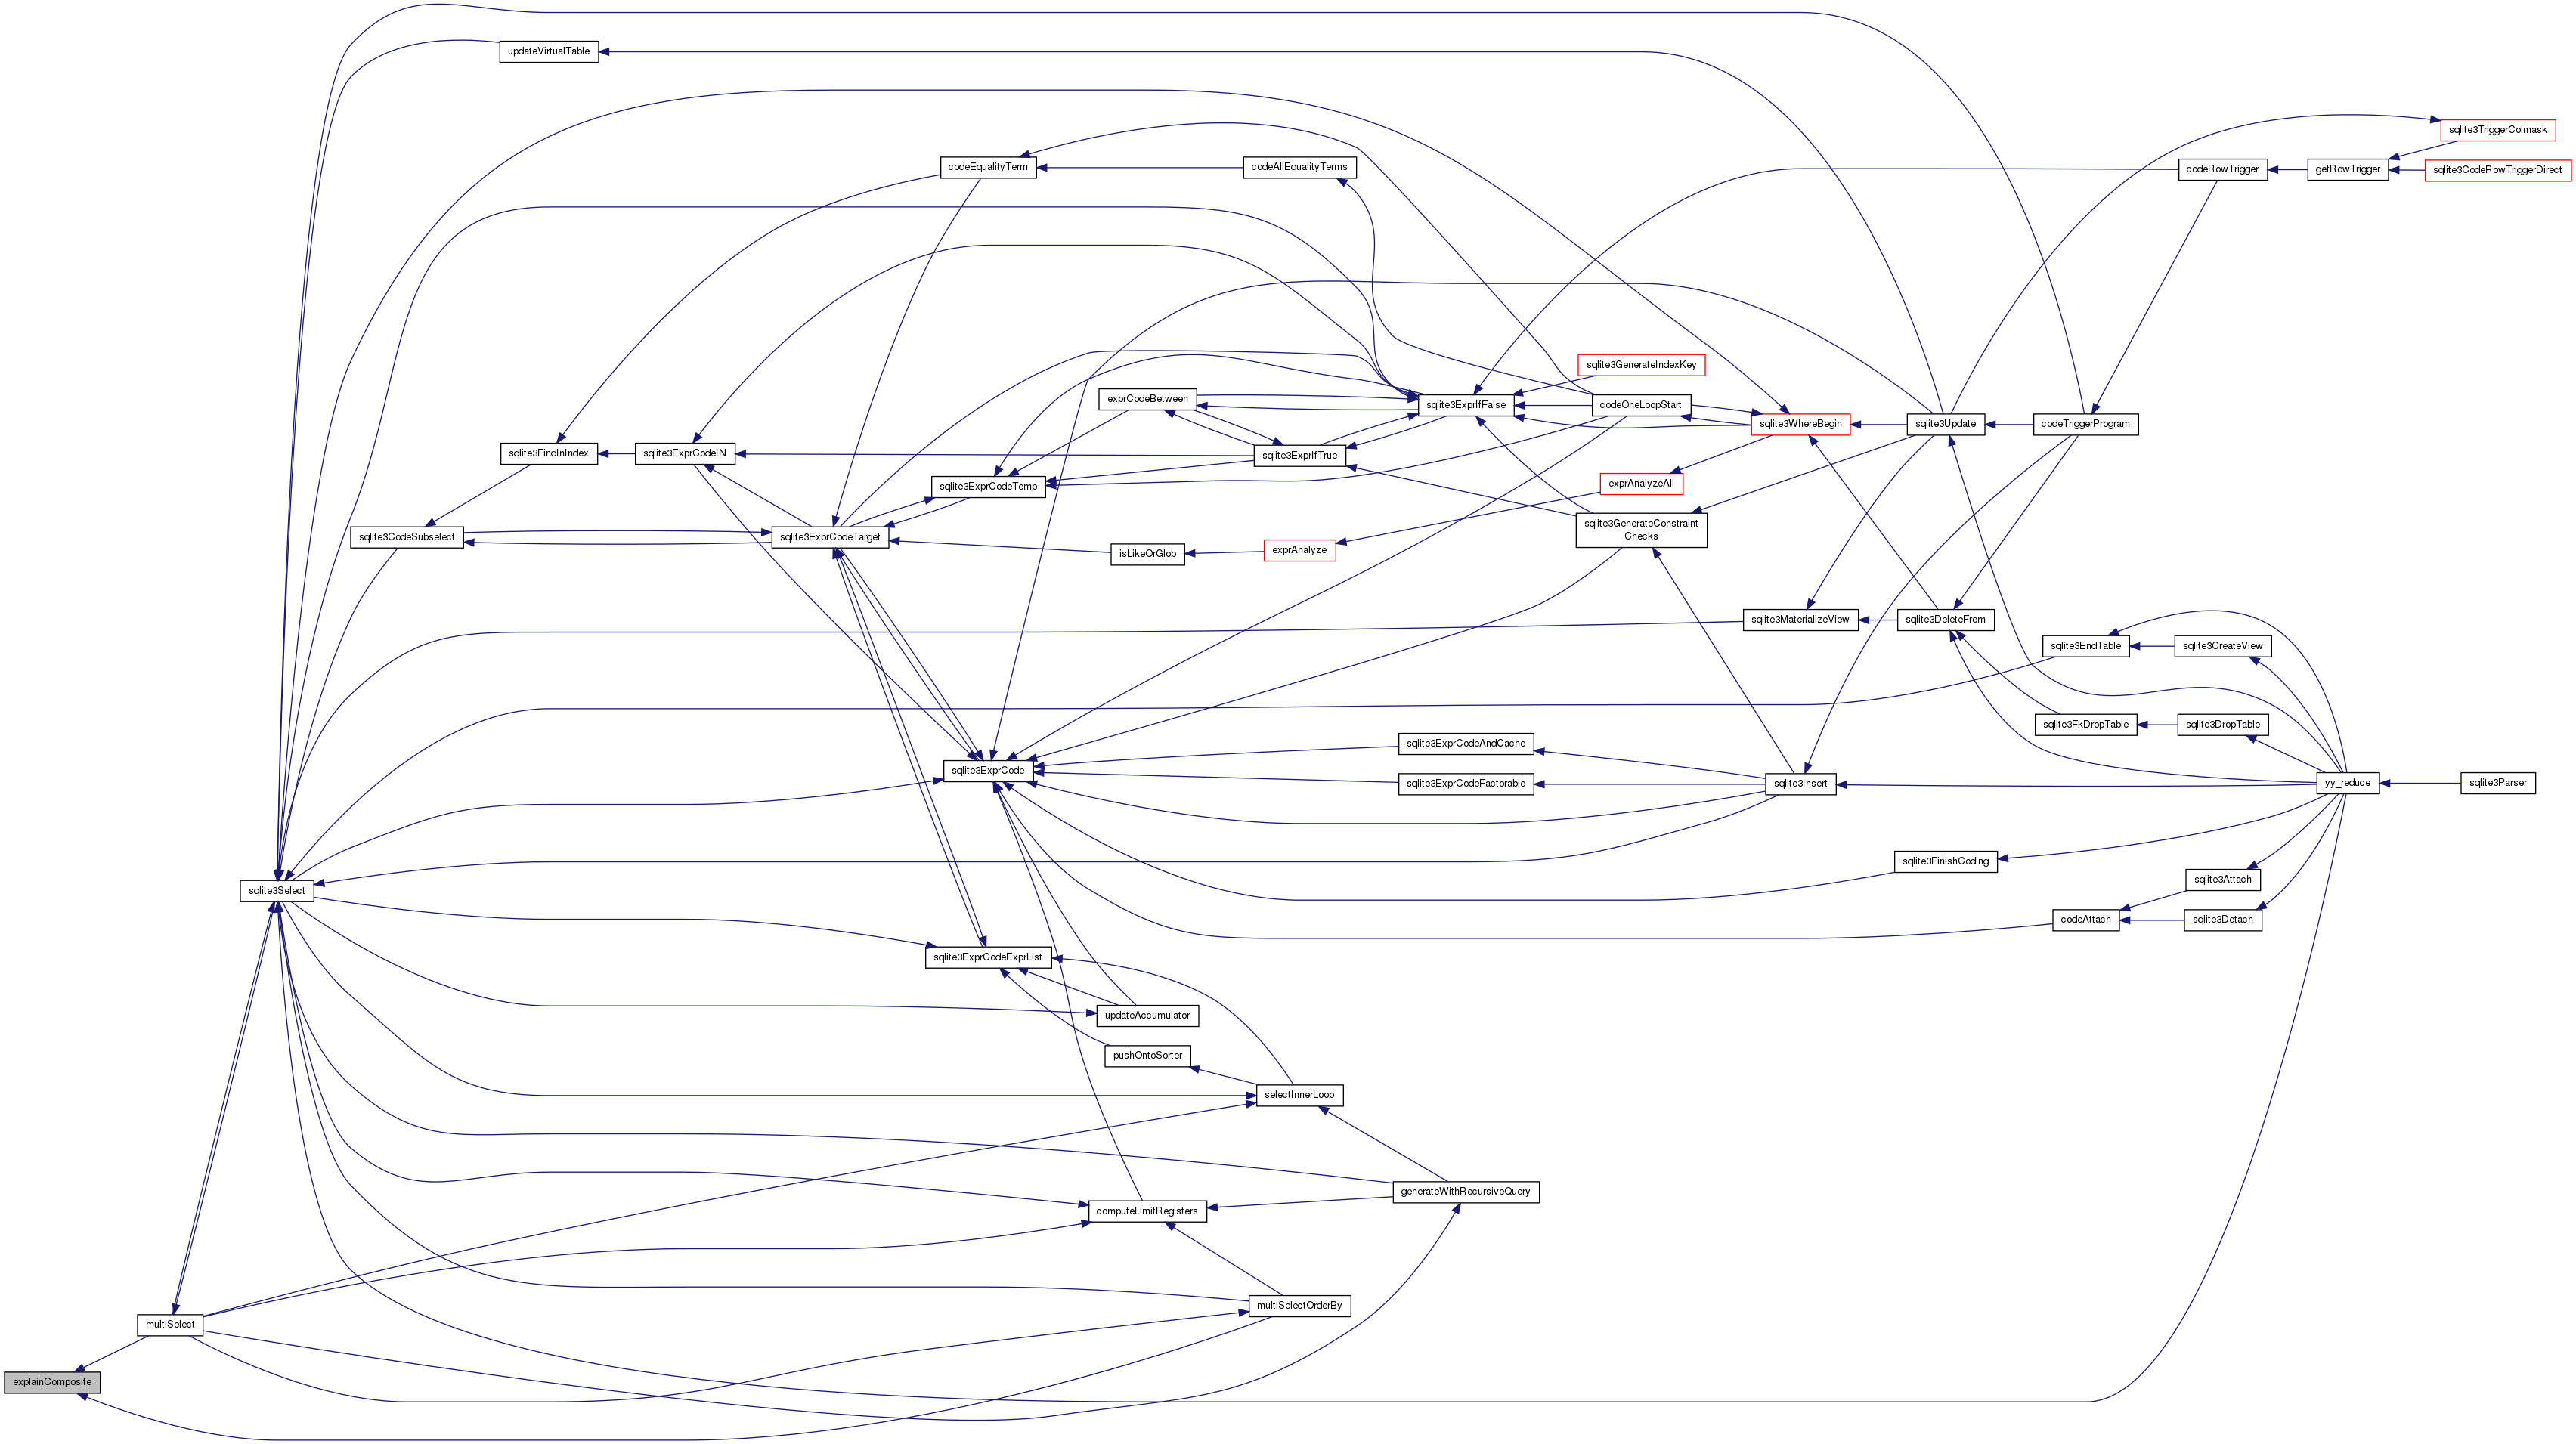 updateVirtualTable
sqlite3TriggerColmask
codeEqualityTerm
codeAllEqualityTerms
codeRowTrigger
getRowTrigger
sqlite3CodeRowTriggerDirect
sqlite3GenerateIndexKey
exprCodeBetween
sqlite3ExprIfFalse
codeOneLoopStart
sqlite3WhereBegin
sqlite3Update
codeTriggerProgram
sqlite3FindInIndex
sqlite3ExprCodeIN
sqlite3ExprIfTrue
sqlite3ExprCodeTemp
exprAnalyzeAll
sqlite3CodeSubselect
sqlite3ExprCodeTarget
sqlite3GenerateConstraint
Checks
isLikeOrGlob
exprAnalyze
sqlite3MaterializeView
sqlite3DeleteFrom
sqlite3EndTable
sqlite3CreateView
sqlite3FkDropTable
sqlite3DropTable
sqlite3ExprCodeAndCache
sqlite3ExprCode
sqlite3ExprCodeFactorable
sqlite3Insert
yy_reduce
sqlite3Parser
sqlite3FinishCoding
sqlite3Attach
sqlite3Select
codeAttach
sqlite3Detach
sqlite3ExprCodeExprList
updateAccumulator
pushOntoSorter
selectInnerLoop
generateWithRecursiveQuery
computeLimitRegisters
multiSelectOrderBy
multiSelect
explainComposite